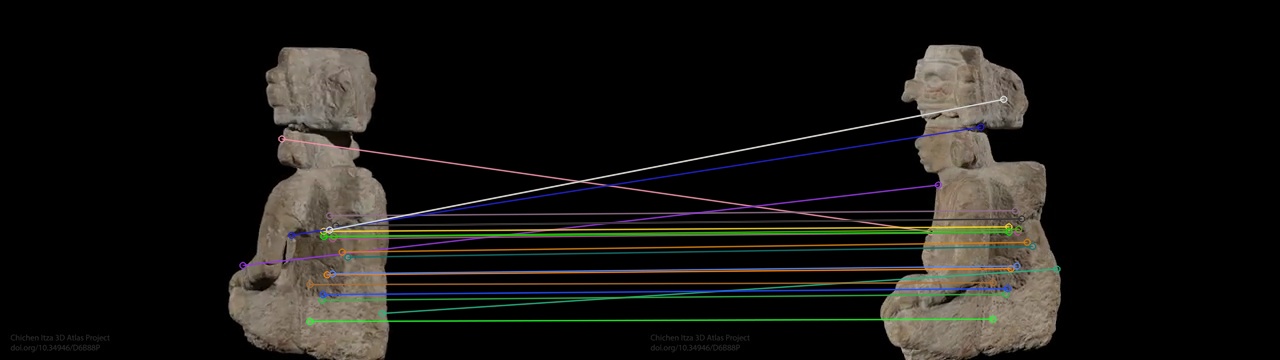 Chichen Itza 3D Atlas Project
doi.org/10.34946/D6B88P
Chichen Itza 3D Atlas Project
doi.org/10.34946/D6B88P